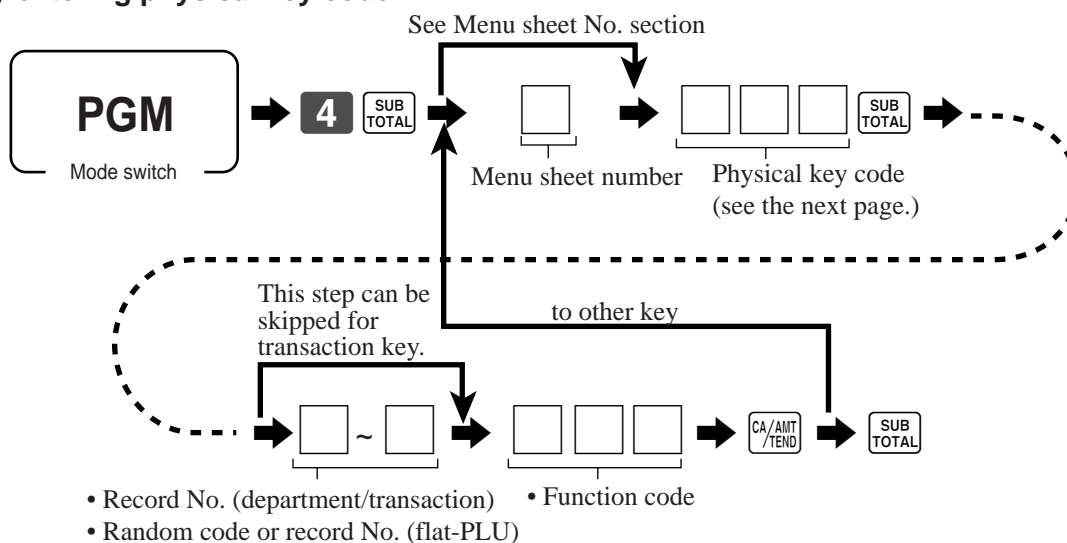 See Menu sheet No. section
PGM
Mode switch
4
SUB
TOTAL
SUB
TOTAL
Menu sheet number
Physical key code
(see the next page.)
This step can be
skipped for
transaction key.
to other key
~
CA/AMT
/TEND
SUB
TOTAL
• Record No. (department/transaction)
• Function code
• Random code or record No. (flat-PLU)